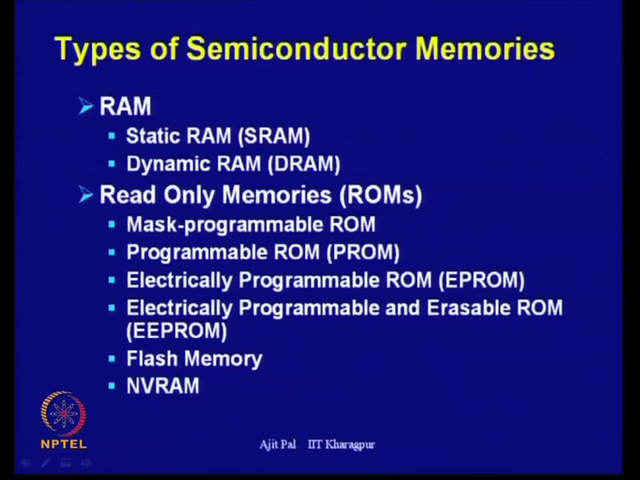 Types of Semiconductor Memories
RAM
Static RAM (SRAM)
Dynamic RAM (DRAM)
Read Only Memories (ROMs)
Mask-programmable ROM
Programmable ROM (PROM)
Electrically Programmable ROM (EPROM)
Electrically Programmable and Erasable ROM
(EEPROM)
Flash Memory
NVRAM
NPTEL
Ajit Pal IIT Kharagpur